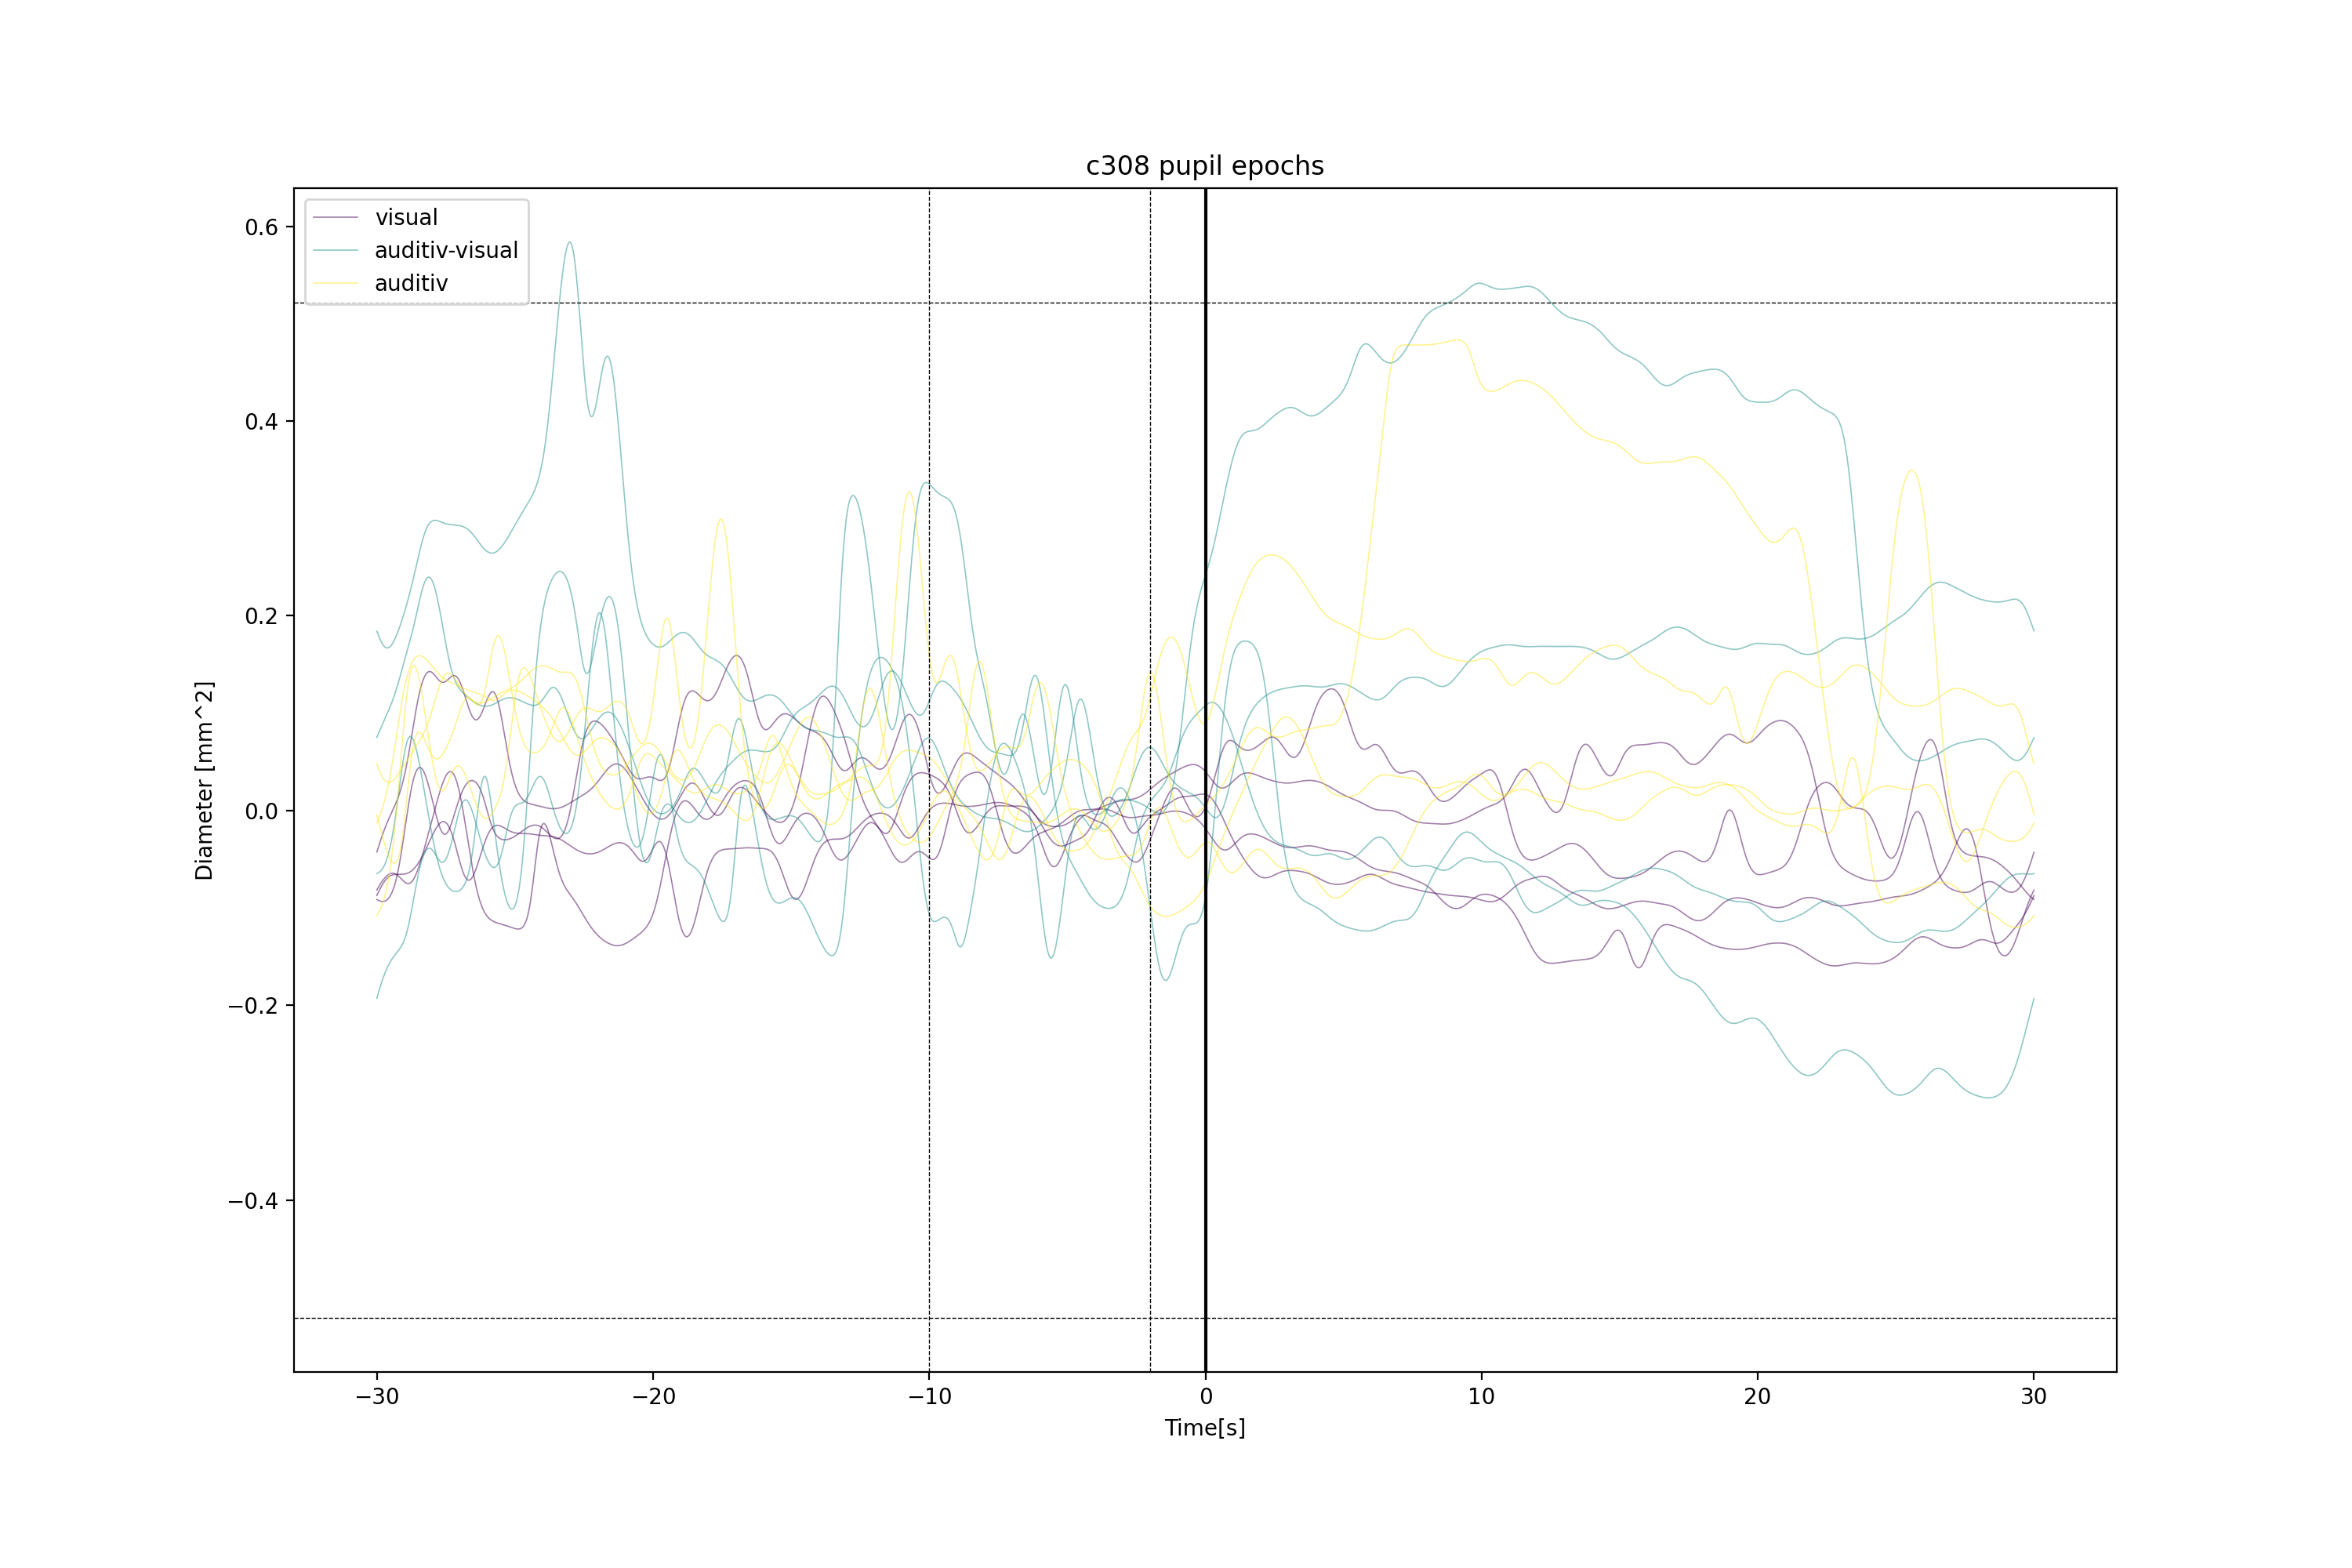 c308 pupil epochs
visual
auditiv-visual
auditiv
0.6
0.4
0.2
0.0
−0.2
−0.4
Diameter [mm^2]
−30
−20
−10
0
10
20
30
Time[s]